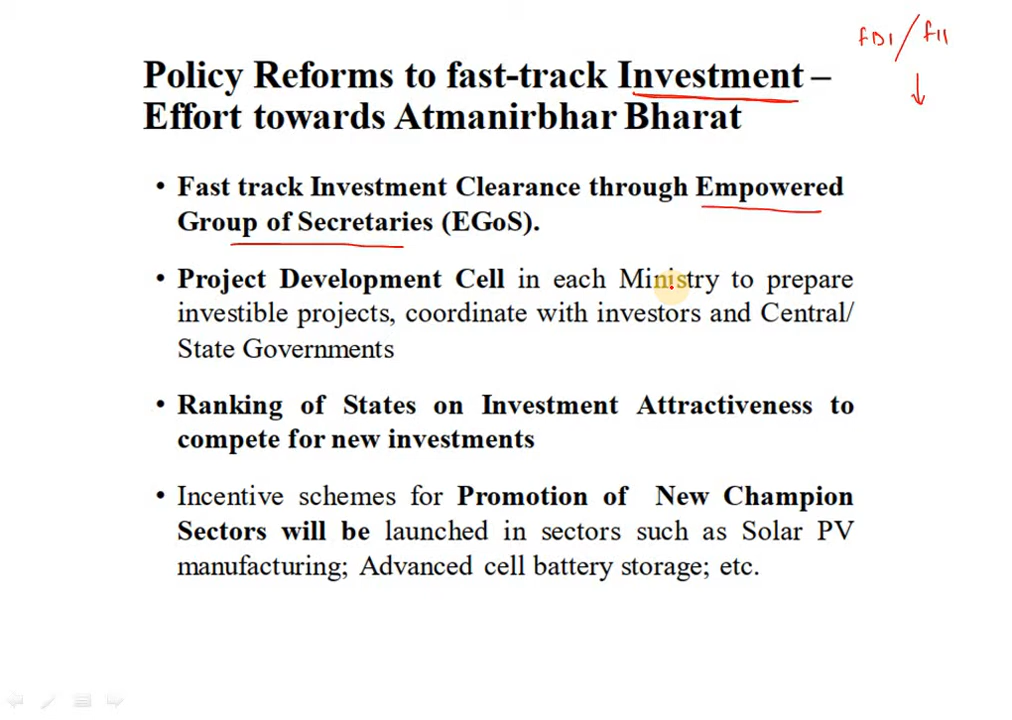 FDI / FII
Policy Reforms to fast-track Investment –
Effort towards Atmanirbhar Bharat
• Fast track Investment Clearance through Empowered
Group of Secretaries (EGoS).
• Project Development Cell in each Ministry to prepare
investible projects, coordinate with investors and Central/
State Governments
• Ranking of States on Investment Attractiveness to
compete for new investments
• Incentive schemes for Promotion of New Champion
Sectors will be launched in sectors such as Solar PV
manufacturing; Advanced cell battery storage; etc.